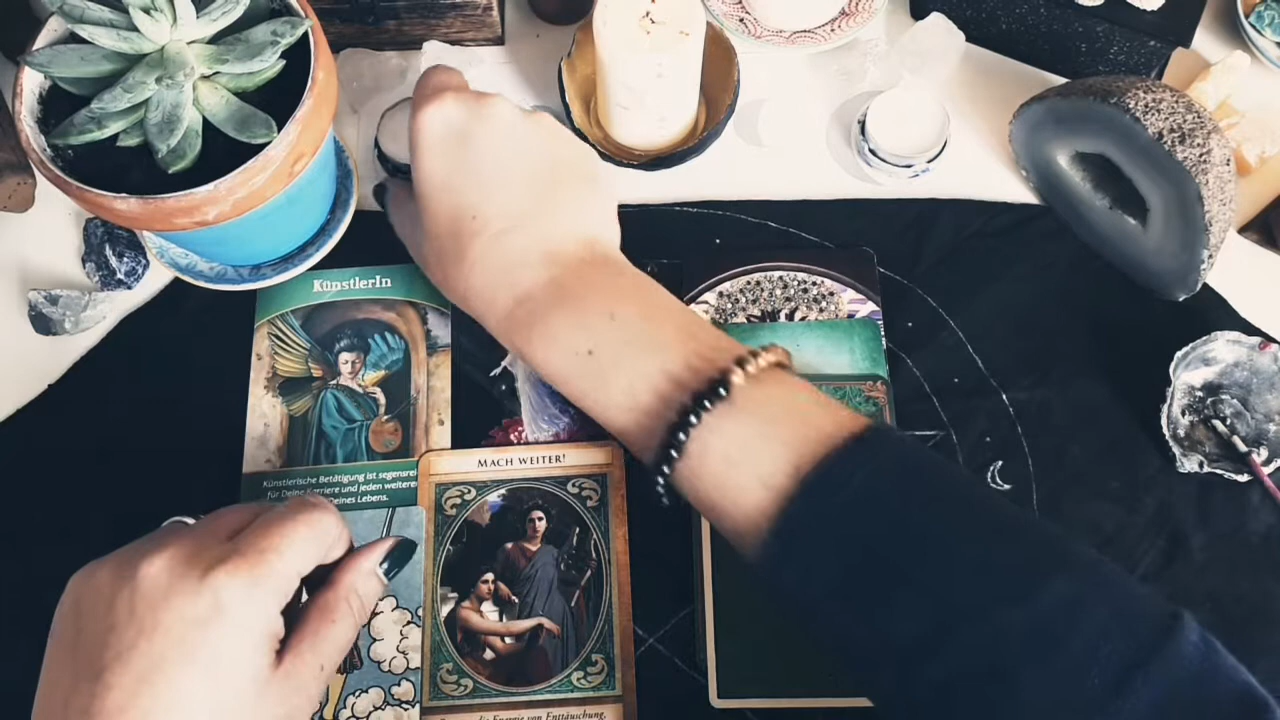 KünstlerIn
Künstlerische Betätigung ist segensrei
für Deine Karriere und jeden weiteren
Deines Lebens.
MACH WEITER!
die Energie von Enttäuschung,